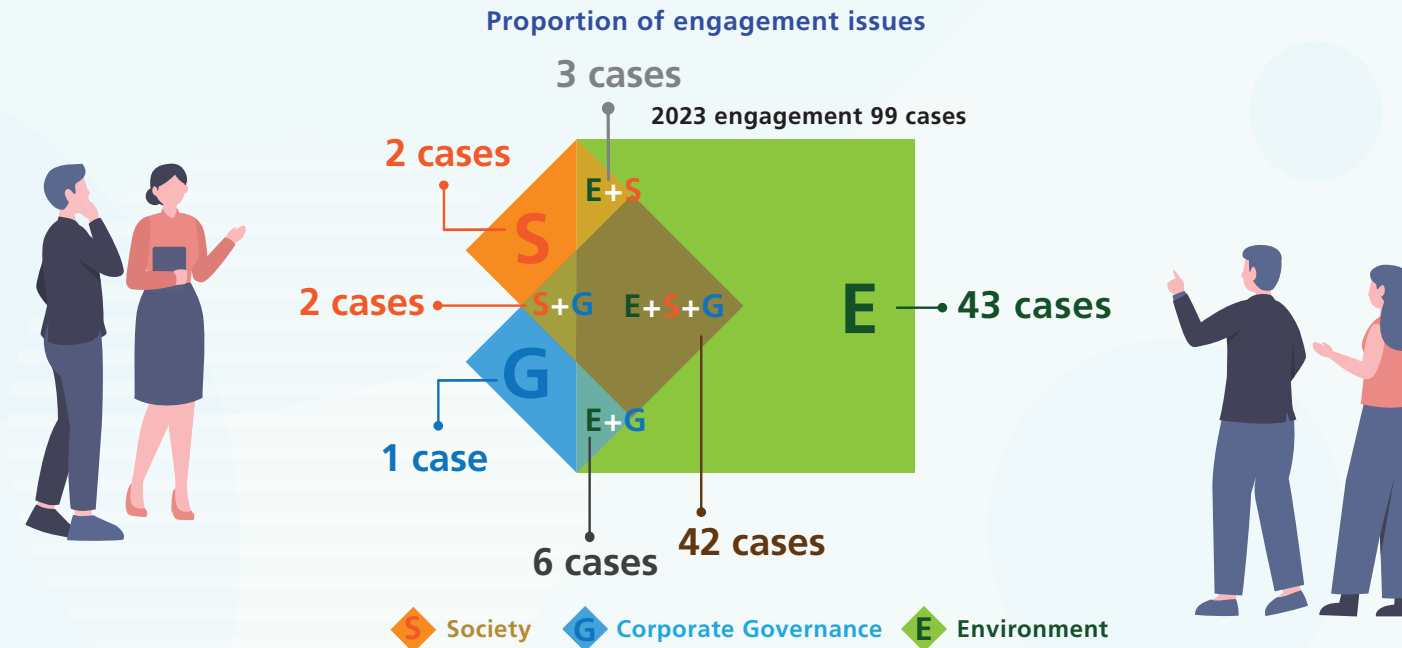 Proportion of engagement issues
3 cases
2023 engagement 99 cases
2 cases
E+S
S
2 cases
S+G
E+S+G
E
43 cases
G
E+G
1 case
42 cases
6 cases
S Society
G Corporate Governance
E Environment